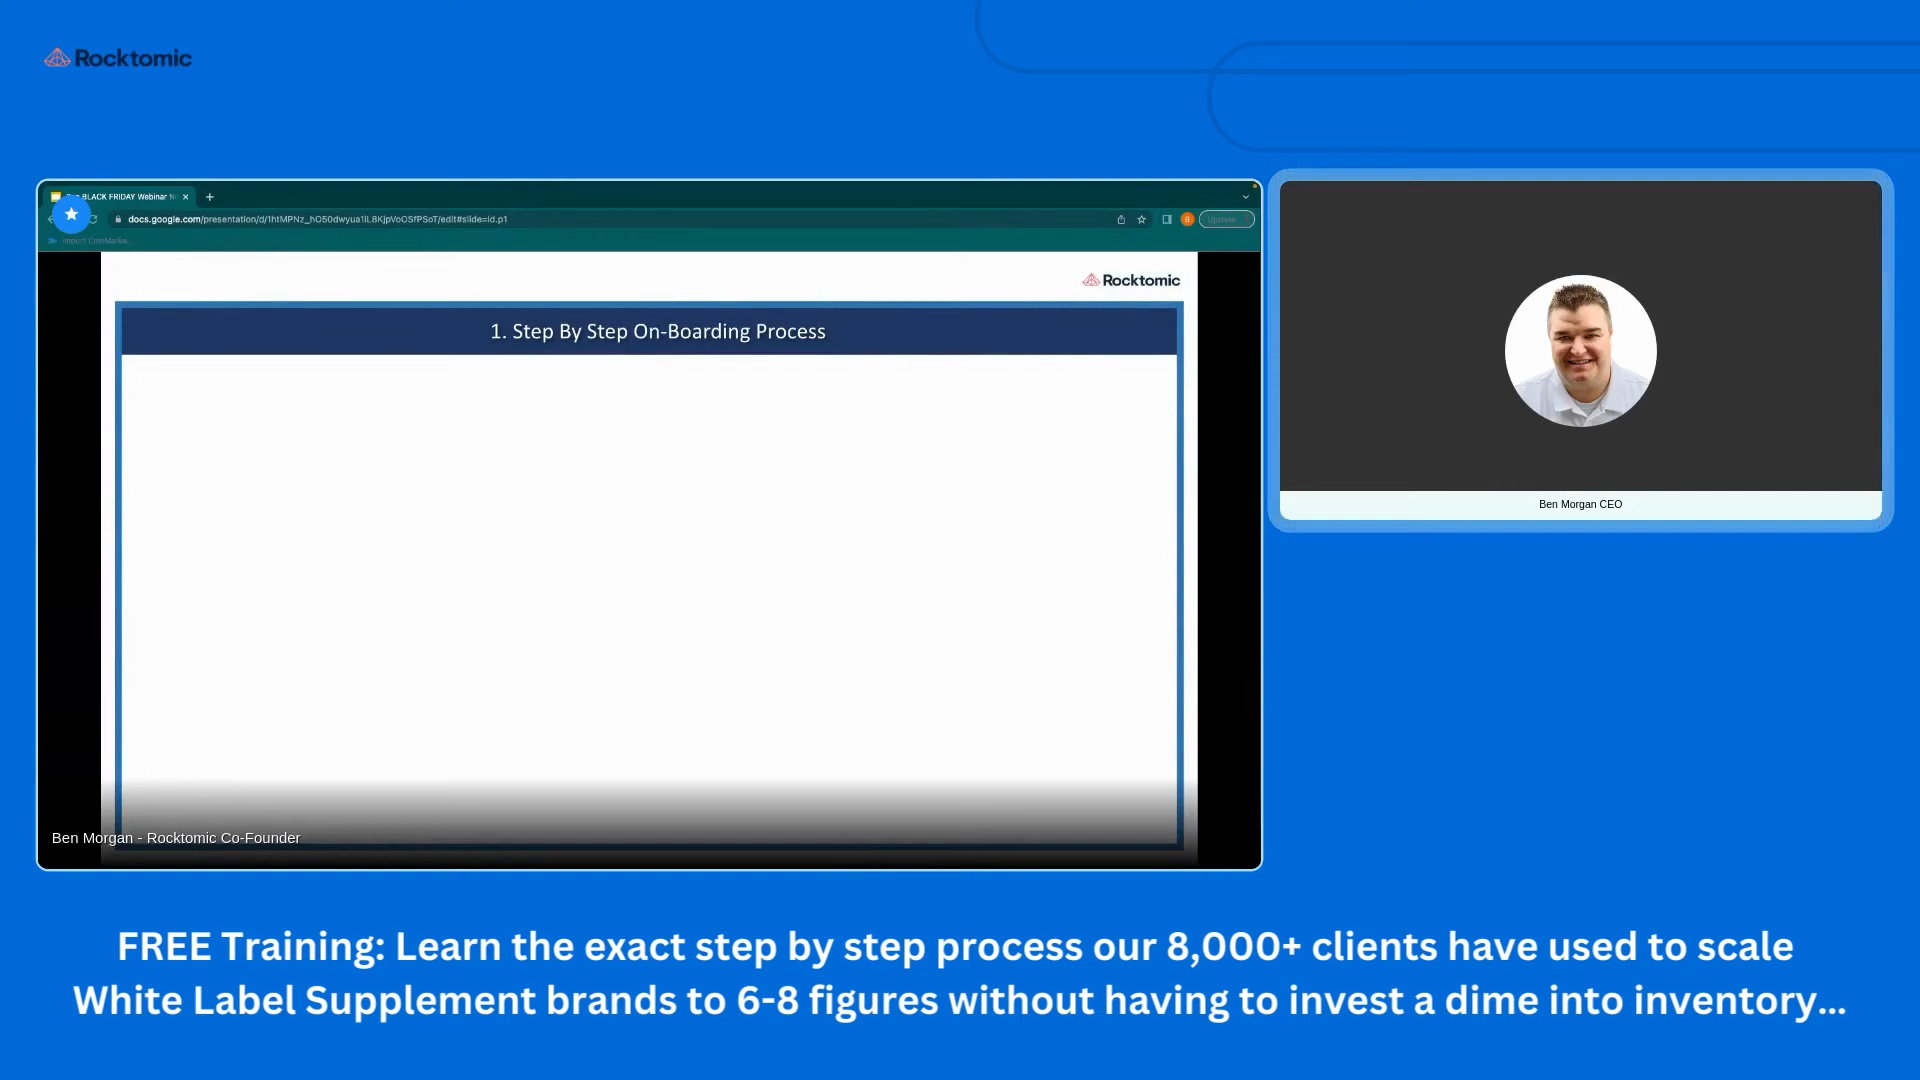 Rocktomic
BLACK FRIDAY Webinar
docs.google.com/presentation/d/1htMPNz_hO50dwyua1iL8KjpVoOSfPSoT/edit#slide=id.p1
Update
Import CoinMarke...
Rocktomic
1. Step By Step On-Boarding Process
Ben Morgan - Rocktomic Co-Founder
Ben Morgan CEO
FREE Training: Learn the exact step by step process our 8,000+ clients have used to scale
White Label Supplement brands to 6-8 figures without having to invest a dime into inventory...